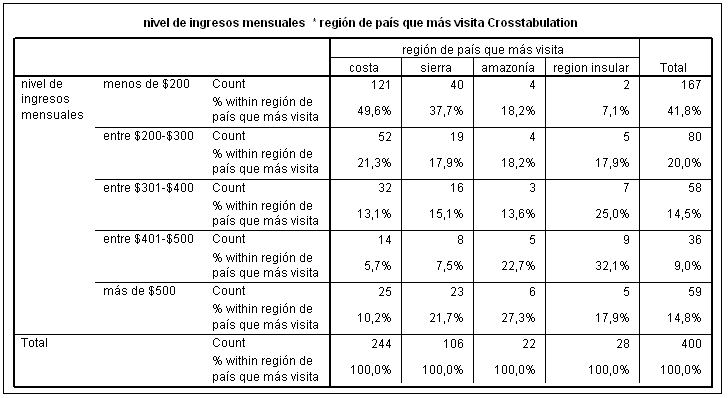 nivel de ingresos mensuales * región de país que más visita Crosstabulation
región de país que más visita
costa sierra amazonía region insular Total
nivel de ingresos mensuales menos de $200 Count 121 40 4 2 167
% within región de país que más visita 49,6% 37,7% 18,2% 7,1% 41,8%
entre $200-$300 Count 52 19 4 5 80
% within región de país que más visita 21,3% 17,9% 18,2% 17,9% 20,0%
entre $301-$400 Count 32 16 3 7 58
% within región de país que más visita 13,1% 15,1% 13,6% 25,0% 14,5%
entre $401-$500 Count 14 8 5 9 36
% within región de país que más visita 5,7% 7,5% 22,7% 32,1% 9,0%
más de $500 Count 25 23 6 5 59
% within región de país que más visita 10,2% 21,7% 27,3% 17,9% 14,8%
Total Count 244 106 22 28 400
% within región de país que más visita 100,0% 100,0% 100,0% 100,0% 100,0%